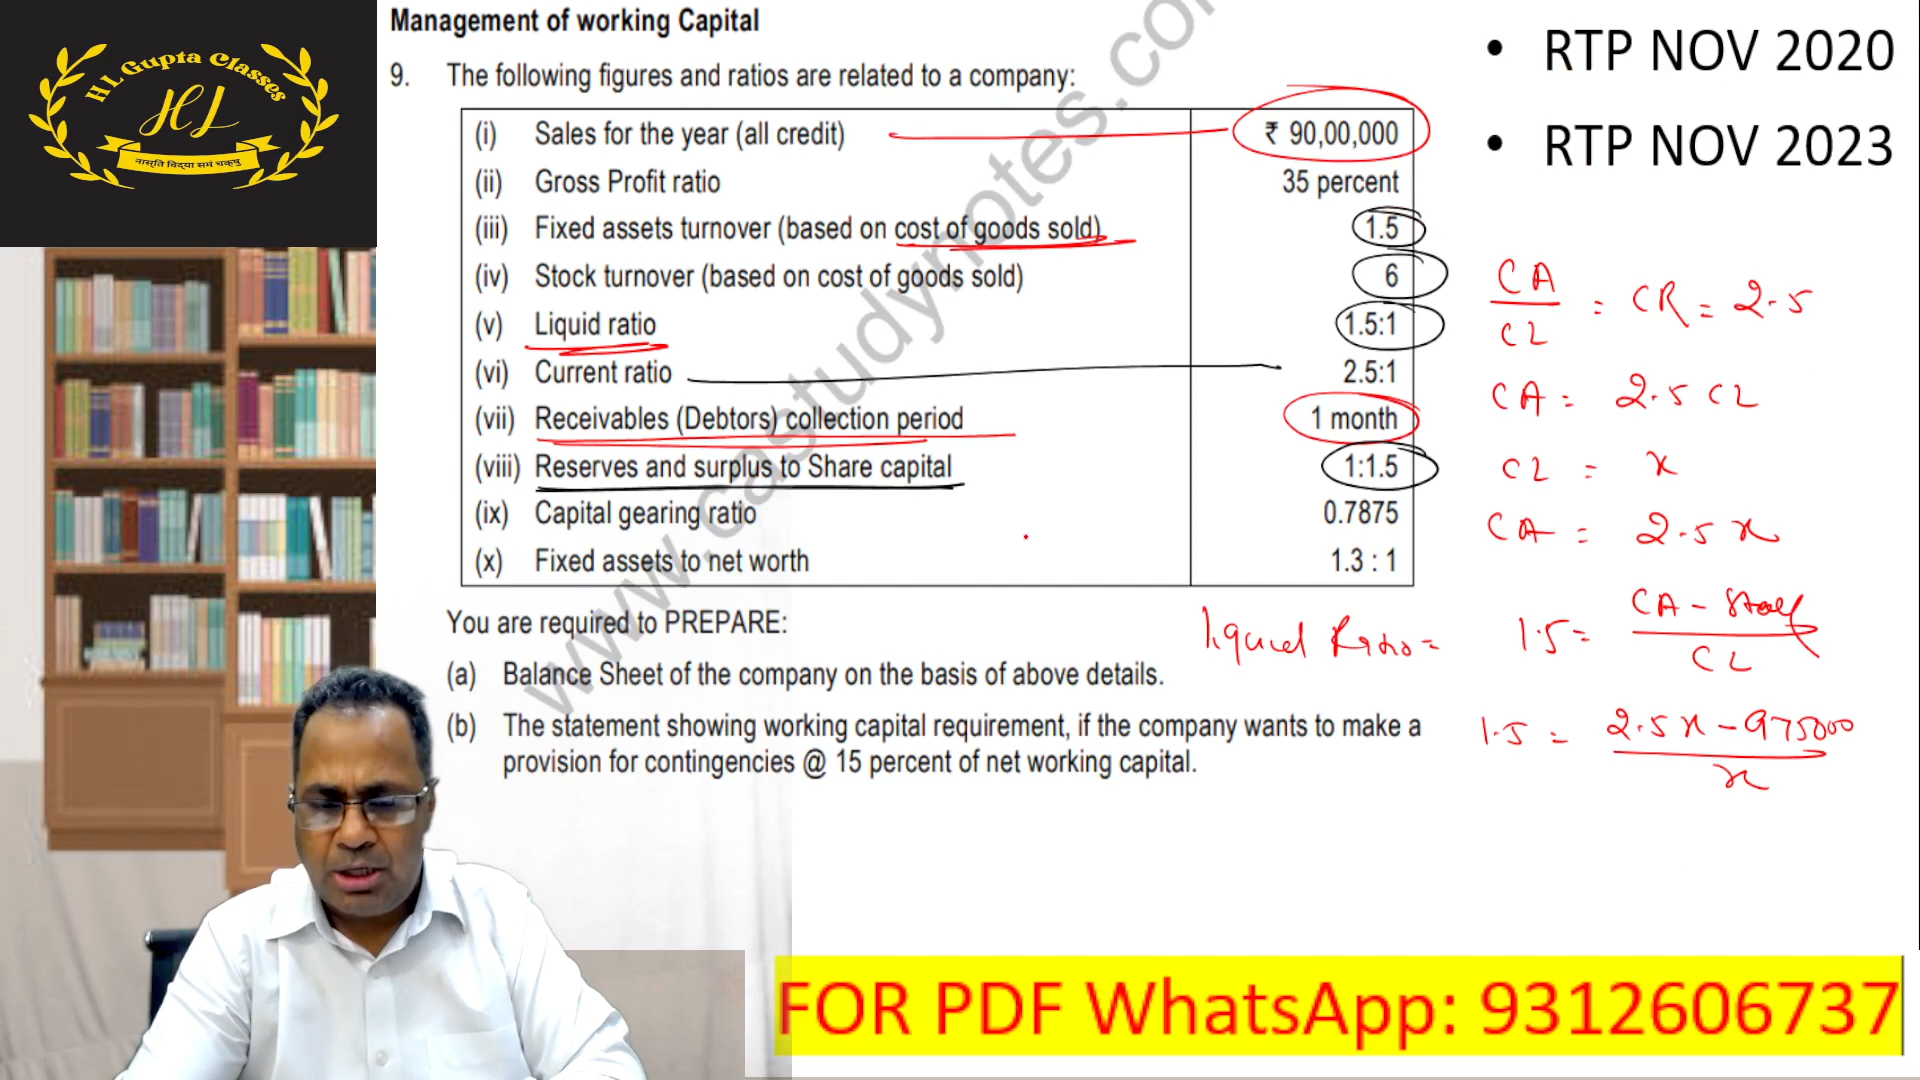 HL Gupta Classes
HL
नास्ति विद्या समं चक्षु
Management of working Capital
9. The following figures and ratios are related to a company:
(i) Sales for the year (all credit) ₹ 90,00,000
(ii) Gross Profit ratio 35 percent
(iii) Fixed assets turnover (based on cost of goods sold) 1.5
(iv) Stock turnover (based on cost of goods sold) 6
(v) Liquid ratio 1.5:1
(vi) Current ratio 2.5:1
(vii) Receivables (Debtors) collection period 1 month
(viii) Reserves and surplus to Share capital 1:1.5
(ix) Capital gearing ratio 0.7875
(x) Fixed assets to net worth 1.3 : 1
You are required to PREPARE:
(a) Balance Sheet of the company on the basis of above details.
(b) The statement showing working capital requirement, if the company wants to make a
provision for contingencies @ 15 percent of net working capital.
www.castudynotes.co
• RTP NOV 2020
• RTP NOV 2023
CA/CL = CR = 2.5
CA = 2.5 CL
CL = x
CA = 2.5 x
liquid Ratio = 1.5 = CA - Stock / CL
1.5 = 2.5 x - 975000 / x
FOR PDF WhatsApp: 9312606737